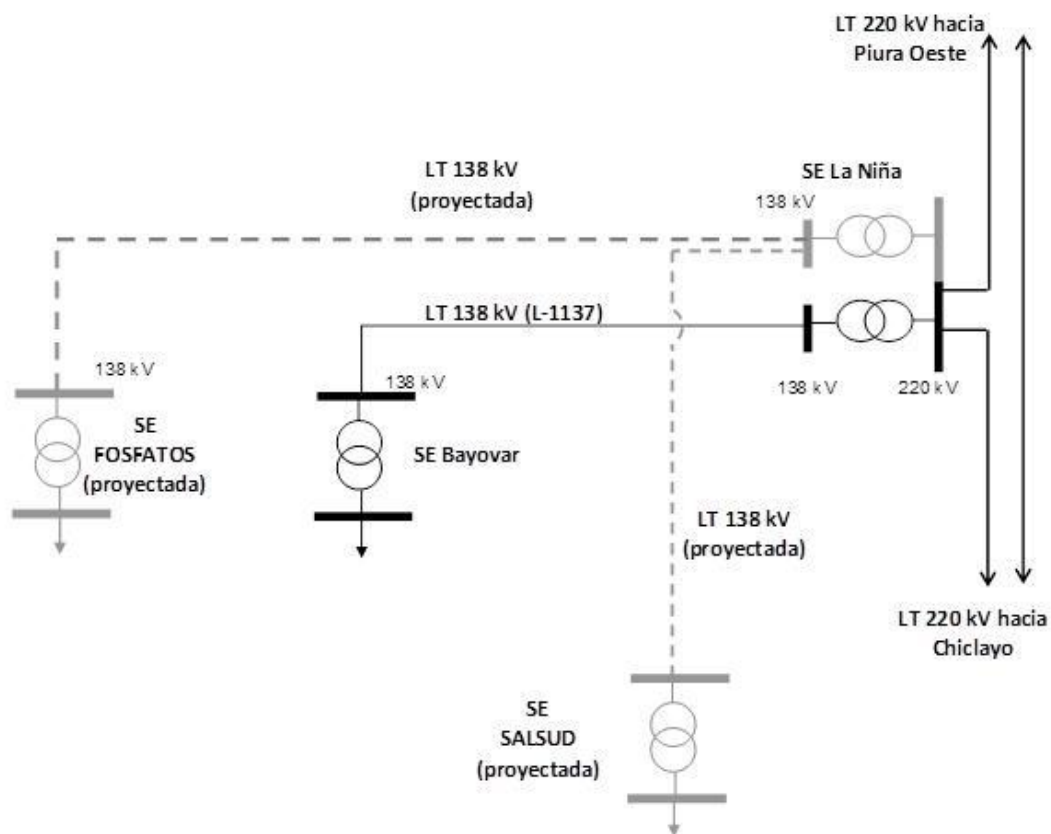 LT 220 kV hacia
Piura Oeste
LT 138 kV
(proyectada)
SE La Niña
138 kV
LT 138 kV (L-1137)
138 kV
138 kV
138 kV
220 kV
SE
FOSFATOS
(proyectada)
SE Bayovar
LT 138 kV
(proyectada)
LT 220 kV hacia
Chiclayo
SE
SALSUD
(proyectada)